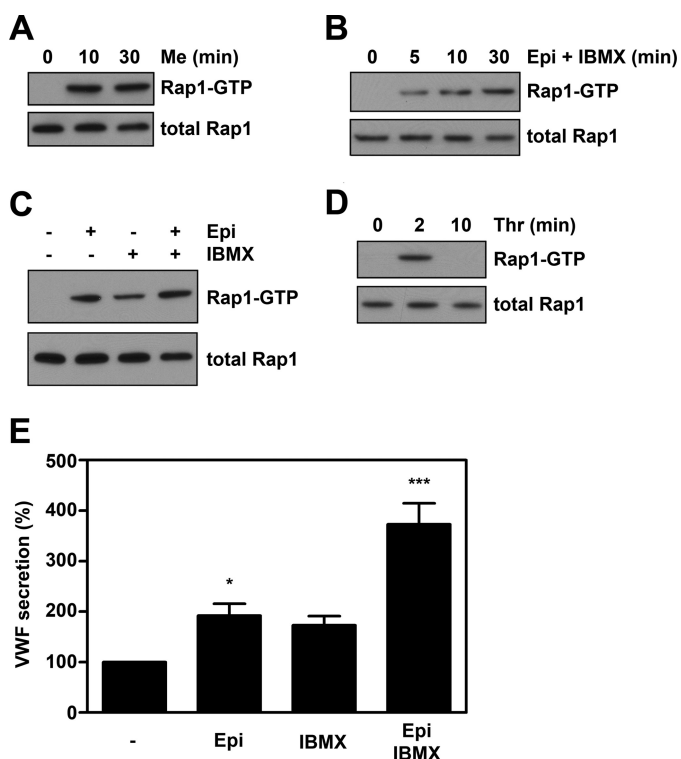 A
0 10 30 Me (min)
Rap1-GTP
total Rap1
B
0 5 10 30 Epi + IBMX (min)
Rap1-GTP
total Rap1
C
- + - + Epi
- - + + IBMX
Rap1-GTP
total Rap1
D
0 2 10 Thr (min)
Rap1-GTP
total Rap1
E
VWF secretion (%)
500
400
300
200
100
0
*
***
- Epi IBMX Epi
IBMX